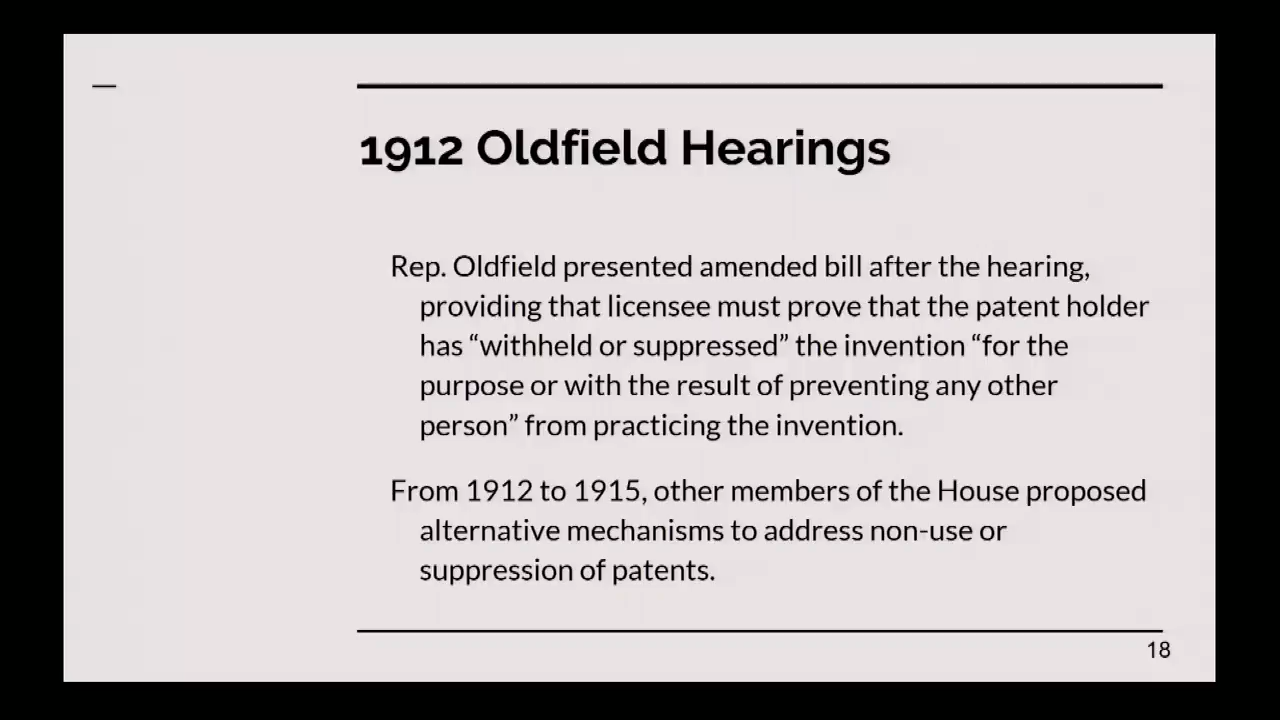 1912 Oldfield Hearings
Rep. Oldfield presented amended bill after the hearing,
providing that licensee must prove that the patent holder
has “withheld or suppressed” the invention “for the
purpose or with the result of preventing any other
person” from practicing the invention.
From 1912 to 1915, other members of the House proposed
alternative mechanisms to address non-use or
suppression of patents.
18